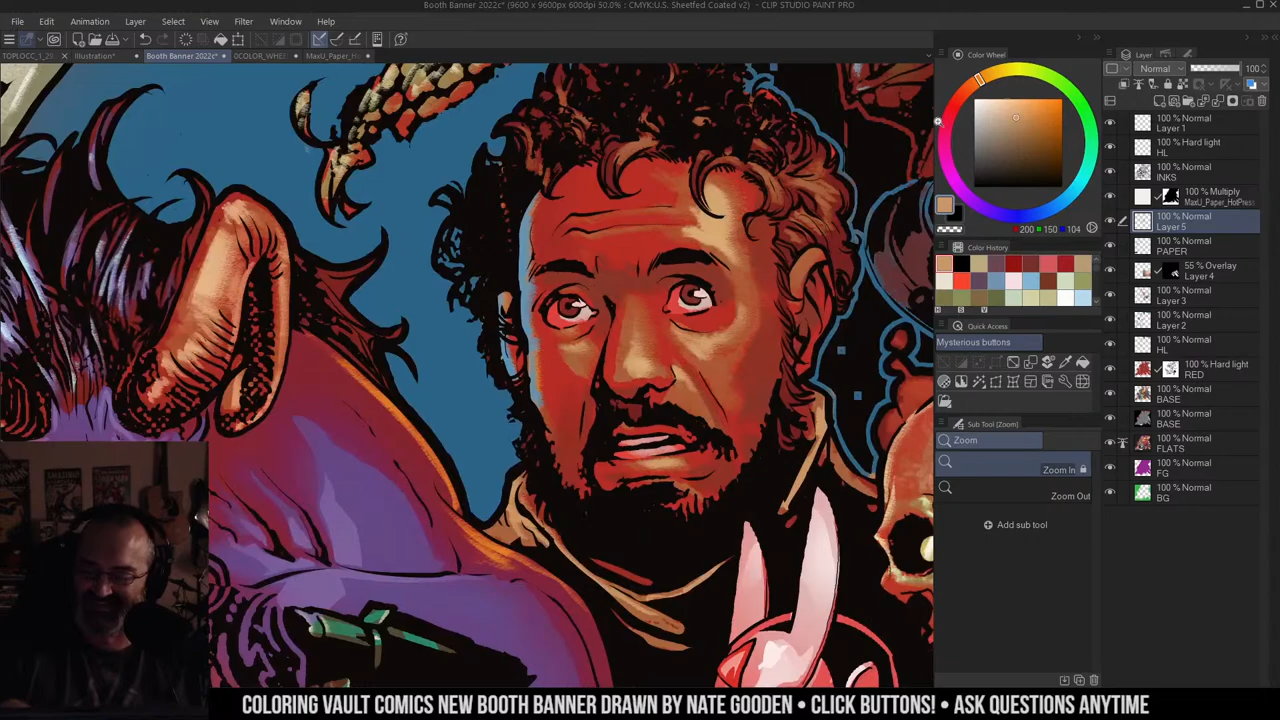 Booth Banner 2022c* (9600 x 9600px 600dpi 50.0% : CMYK:U.S. Sheetfed Coated v2) - CLIP STUDIO PAINT PRO
File Edit Animation Layer Select View Filter Window Help
Illustration* Booth Banner 2022c* 0COLOR_WHEE MaxU_Paper_H
Color Wheel
200 150 104
Color History
H S V
Quick Access
Mysterious buttons
Sub Tool [Zoom]
Zoom
Zoom In
Zoom Out
Add sub tool
Layer
Normal 100
100 % Normal
Layer 1
100 % Hard light
HL
100 % Normal
INKS
100 % Multiply
MaxU_Paper_HotPress
100 % Normal
Layer 5
100 % Normal
PAPER
55 % Overlay
Layer 4
100 % Normal
Layer 3
100 % Normal
Layer 2
100 % Normal
HL
100 % Hard light
RED
100 % Normal
BASE
100 % Normal
BASE
100 % Normal
FLATS
100 % Normal
FG
100 % Normal
BG
COLORING VAULT COMICS NEW BOOTH BANNER DRAWN BY NATE GOODEN • CLICK BUTTONS! • ASK QUESTIONS ANYTIME